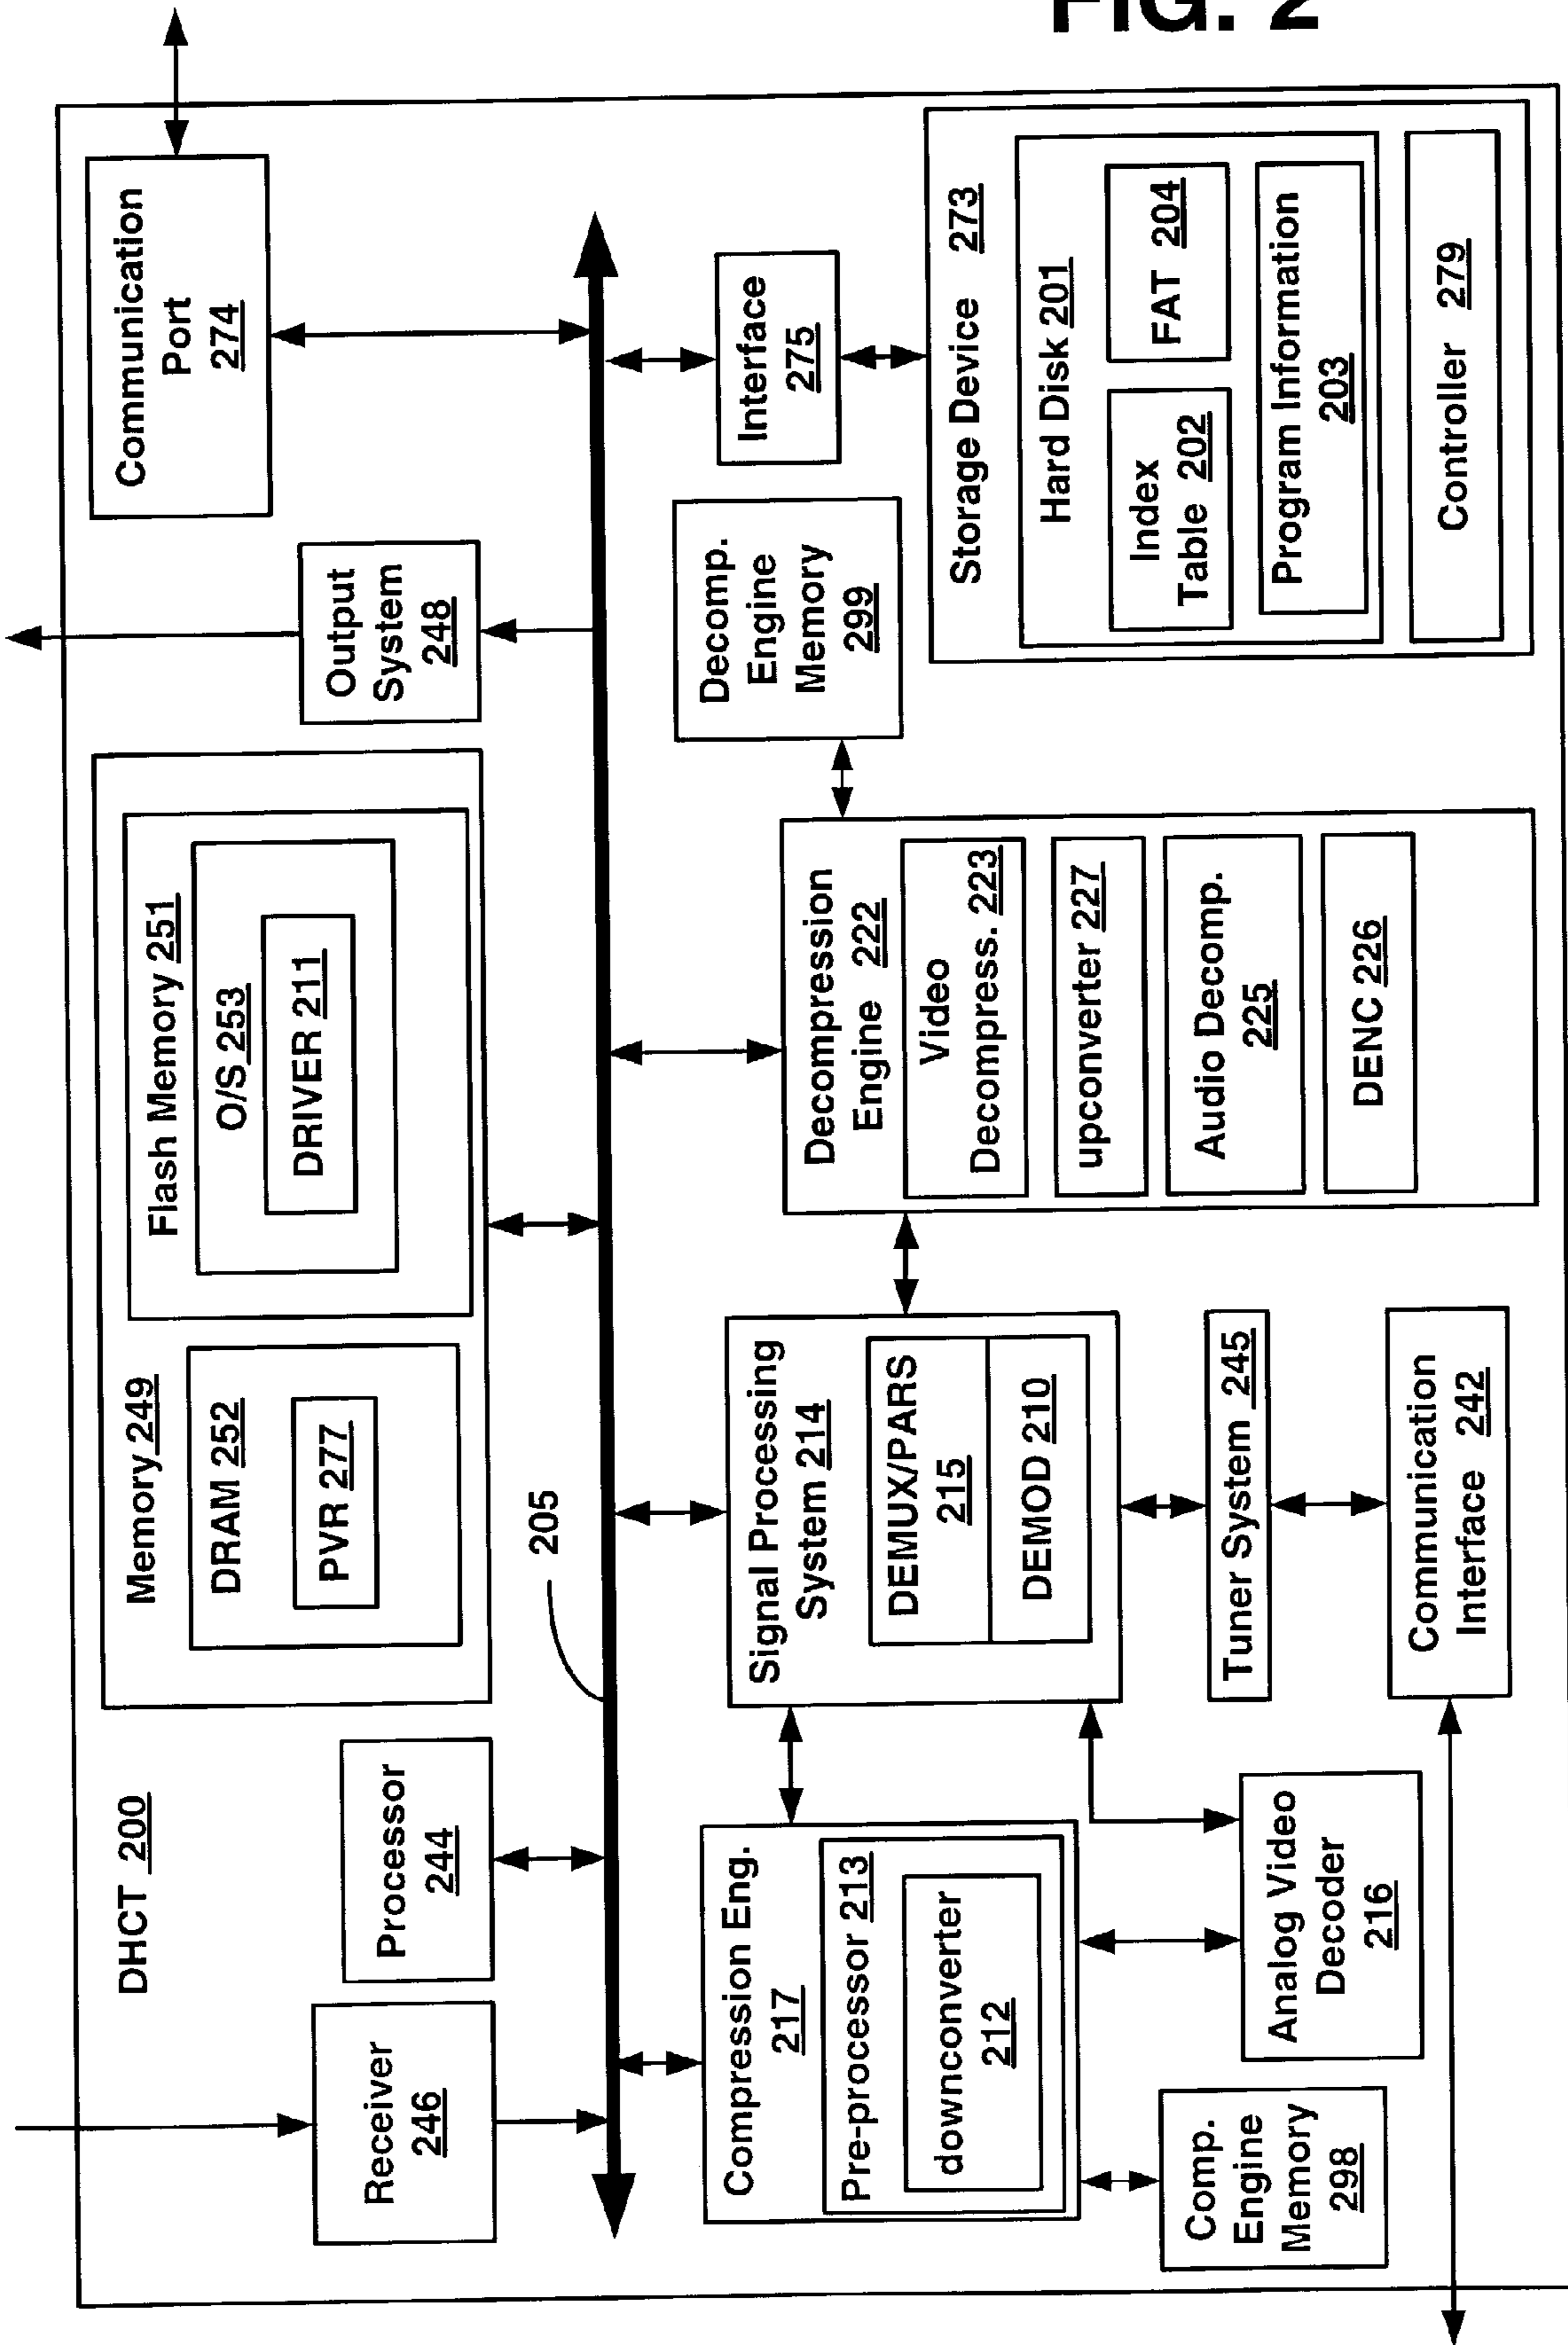 FIG. 2
DHCT 200
Receiver
246
Processor
244
Memory 249
DRAM 252
PVR 277
Flash Memory 251
O/S 253
DRIVER 211
Output
System
248
Communication
Port
274
205
Compression Eng.
217
Pre-processor 213
downconverter
212
Comp.
Engine
Memory
298
Analog Video
Decoder
216
Signal Processing
System 214
DEMUX/PARS
215
DEMOD 210
Tuner System 245
Communication
Interface 242
Decompression
Engine 222
Video
Decompress. 223
upconverter 227
Audio Decomp.
225
DENC 226
Decomp.
Engine
Memory
299
Interface
275
Storage Device 273
Hard Disk 201
Index
Table 202
FAT 204
Program Information
203
Controller 279